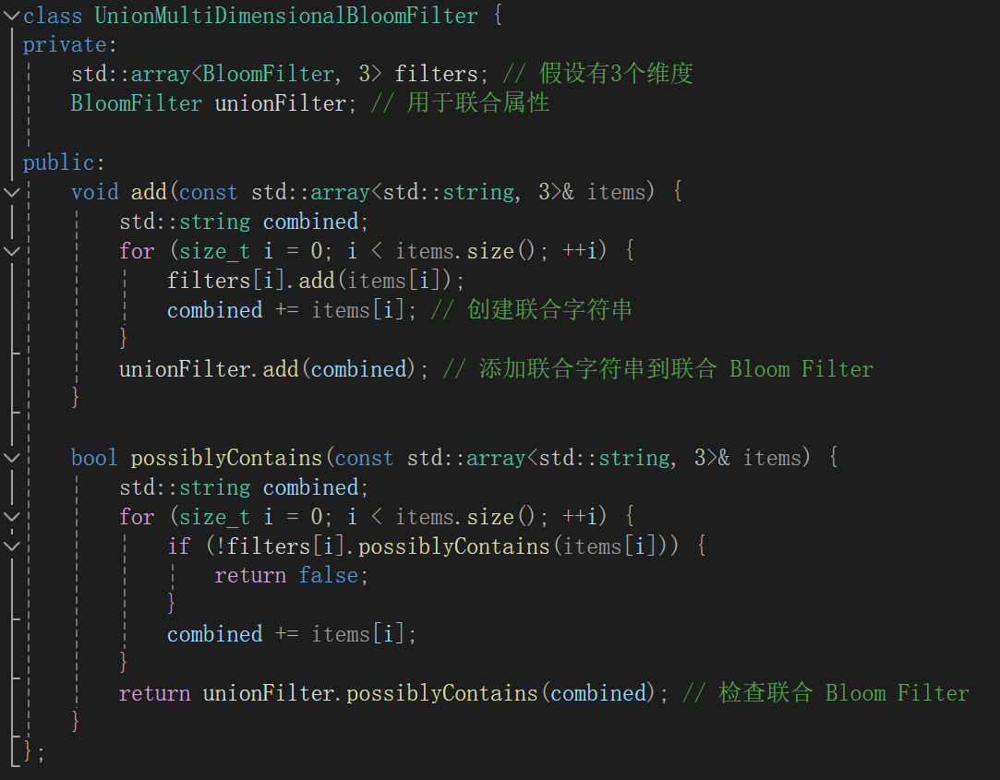 class UnionMultiDimensionalBloomFilter {
private:
    std::array<BloomFilter, 3> filters; // 假设有3个维度
    BloomFilter unionFilter; // 用于联合属性

public:
    void add(const std::array<std::string, 3>& items) {
        std::string combined;
        for (size_t i = 0; i < items.size(); ++i) {
            filters[i].add(items[i]);
            combined += items[i]; // 创建联合字符串
        }
        unionFilter.add(combined); // 添加联合字符串到联合 Bloom Filter
    }

    bool possiblyContains(const std::array<std::string, 3>& items) {
        std::string combined;
        for (size_t i = 0; i < items.size(); ++i) {
            if (!filters[i].possiblyContains(items[i])) {
                return false;
            }
            combined += items[i];
        }
        return unionFilter.possiblyContains(combined); // 检查联合 Bloom Filter
    }
};